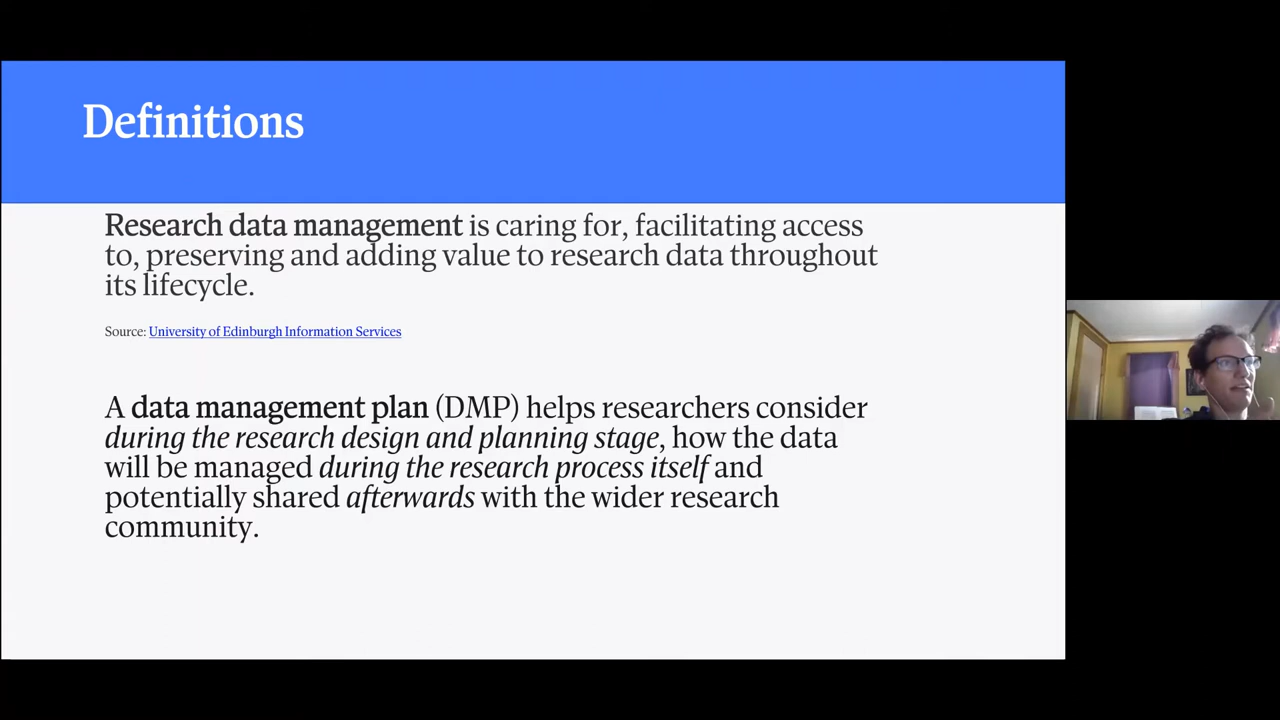 Definitions
Research data management is caring for, facilitating access
to, preserving and adding value to research data throughout
its lifecycle.
Source: University of Edinburgh Information Services
A data management plan (DMP) helps researchers consider
during the research design and planning stage, how the data
will be managed during the research process itself and
potentially shared afterwards with the wider research
community.